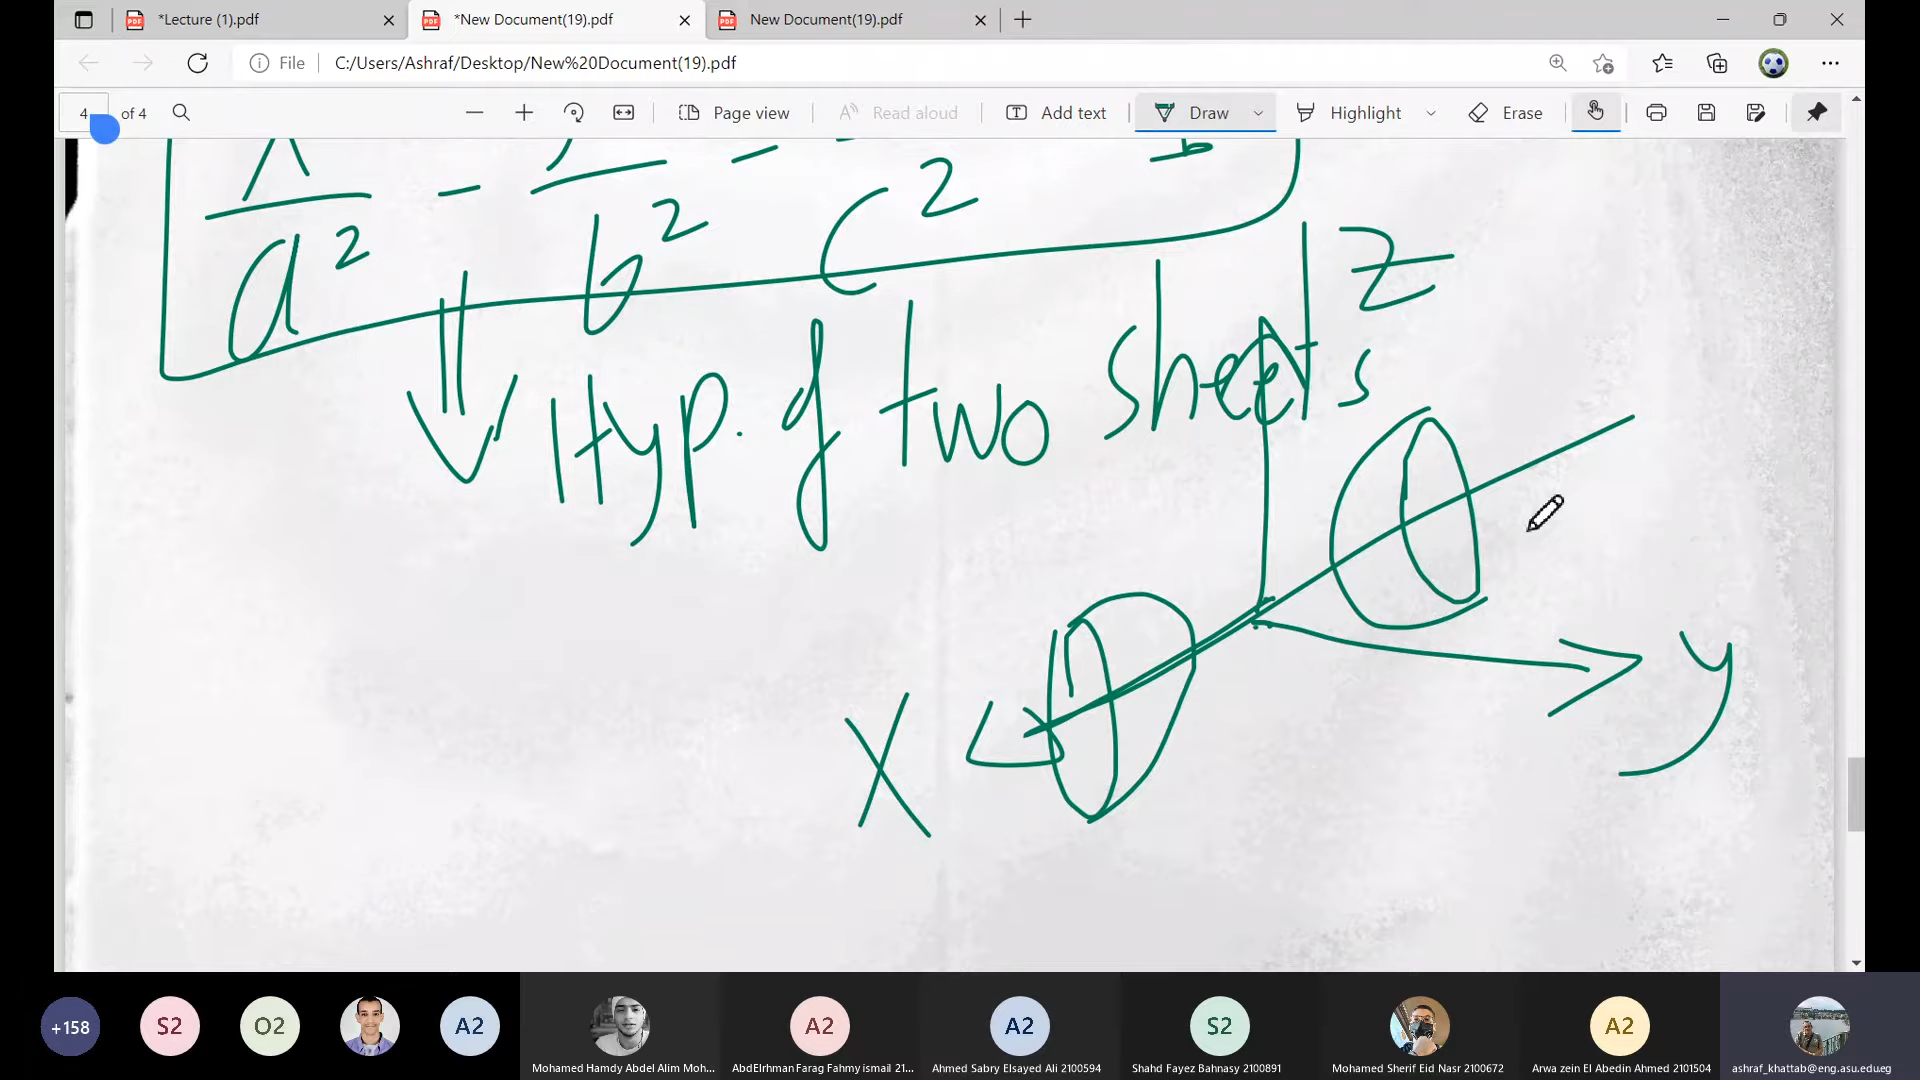 *Lecture (1).pdf
*New Document(19).pdf
New Document(19).pdf
File
C:/Users/Ashraf/Desktop/New%20Document(19).pdf
4 of 4
Page view
Read aloud
Add text
Draw
Highlight
Erase
a² - b² - c²
Hyp. of two sheets
Z
X
y
+158
S2
O2
A2
A2
A2
S2
A2
Mohamed Hamdy Abdel Alim Moh...
AbdElrhman Farag Fahmy ismail 21...
Ahmed Sabry Elsayed Ali 2100594
Shahd Fayez Bahnasy 2100891
Mohamed Sherif Eid Nasr 2100672
Arwa zein El Abedin Ahmed 2101504
ashraf_khattab@eng.asu.edu.eg